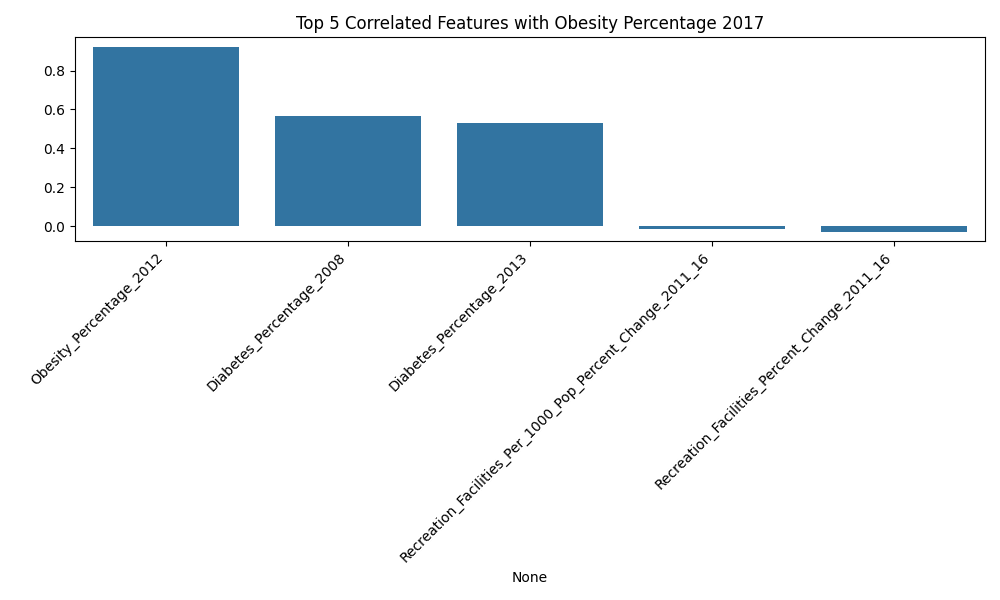 Top 5 Correlated Features with Obesity Percentage 2017
0.8
0.6
0.4
0.2
0.0
Obesity_Percentage_2012
Diabetes_Percentage_2008
Diabetes_Percentage_2013
Recreation_Facilities_Per_1000_Pop_Percent_Change_2011_16
Recreation_Facilities_Percent_Change_2011_16
None